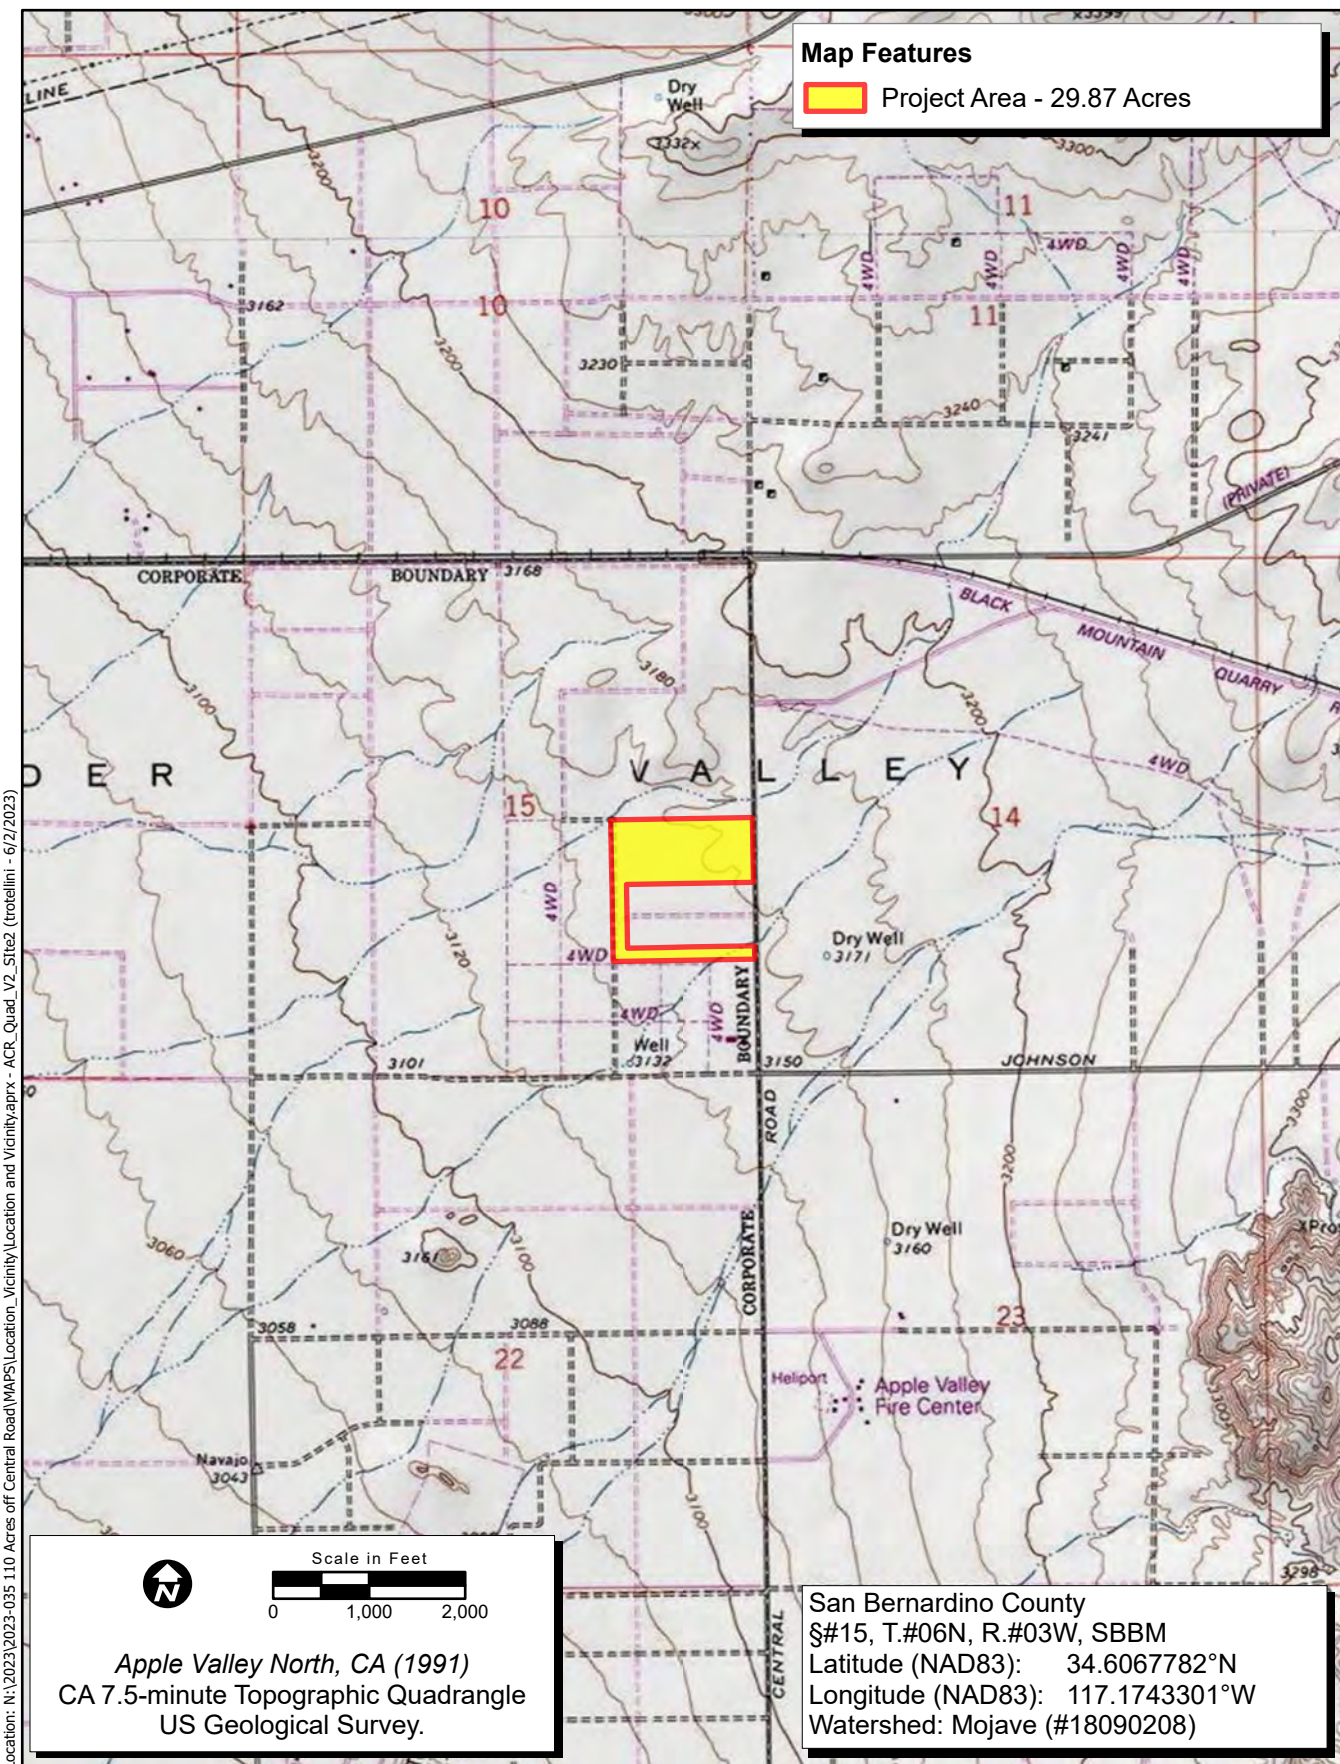 Map Features
Project Area - 29.87 Acres
LINE
Dry
Well
3332x
3300
x3399
3200
10
11
4WD
4WD
4WD
4WD
4WD
3162
10
11
3200
3230
3240
3241
(PRIVATE)
CORPORATE
BOUNDARY
3168
BLACK
MOUNTAIN
QUARRY
3180
3100
3200
4WD
D E R
V A L L E Y
15
14
4WD
3120
4WD
Dry Well
3171
4WD
4WD
BOUNDARY
Well
3132
3101
3150
JOHNSON
ROAD
3200
3300
3060
3161
3100
CORPORATE
Dry Well
3160
3058
3088
22
23
Heliport
Apple Valley
Fire Center
3100
Navajo
3043
3100
3298
CENTRAL
N
Scale in Feet
0 1,000 2,000
Apple Valley North, CA (1991)
CA 7.5-minute Topographic Quadrangle
US Geological Survey.
San Bernardino County
§#15, T.#06N, R.#03W, SBBM
Latitude (NAD83): 34.6067782°N
Longitude (NAD83): 117.1743301°W
Watershed: Mojave (#18090208)
ocation: N:\2023\2023-035 110 Acres off Central Road\MAPS\Location_Vicinity\Location and Vicinity.aprx - ACR_Quad_V2_SIte2 (trotellini - 6/2/2023)